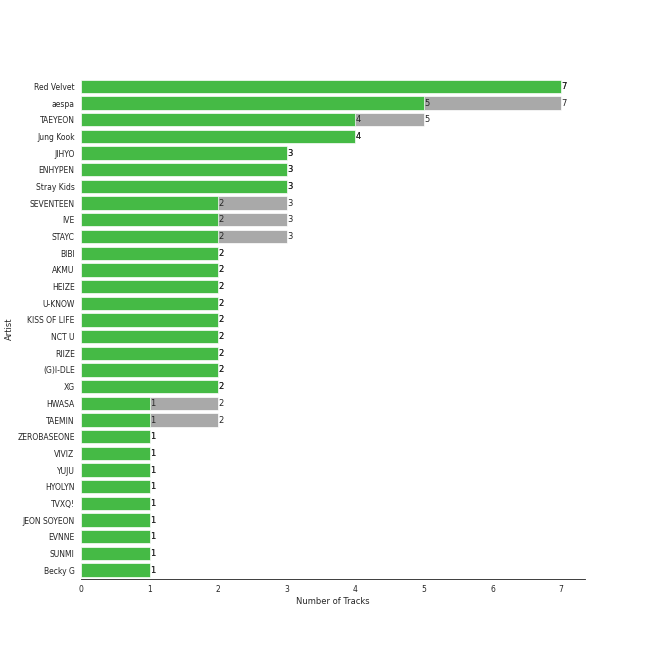 Red Velvet 7
aespa 5 7
TAEYEON 4 5
Jung Kook 4
JIHYO 3
ENHYPEN 3
Stray Kids 3
SEVENTEEN 2 3
IVE 2 3
STAYC 2 3
BIBI 2
AKMU 2
HEIZE 2
U-KNOW 2
KISS OF LIFE 2
NCT U 2
RIIZE 2
(G)I-DLE 2
XG 2
HWASA 1 2
TAEMIN 1 2
ZEROBASEONE 1
VIVIZ 1
YUJU 1
HYOLYN 1
TVXQ! 1
JEON SOYEON 1
EVNNE 1
SUNMI 1
Becky G 1
Artist
0 1 2 3 4 5 6 7
Number of Tracks